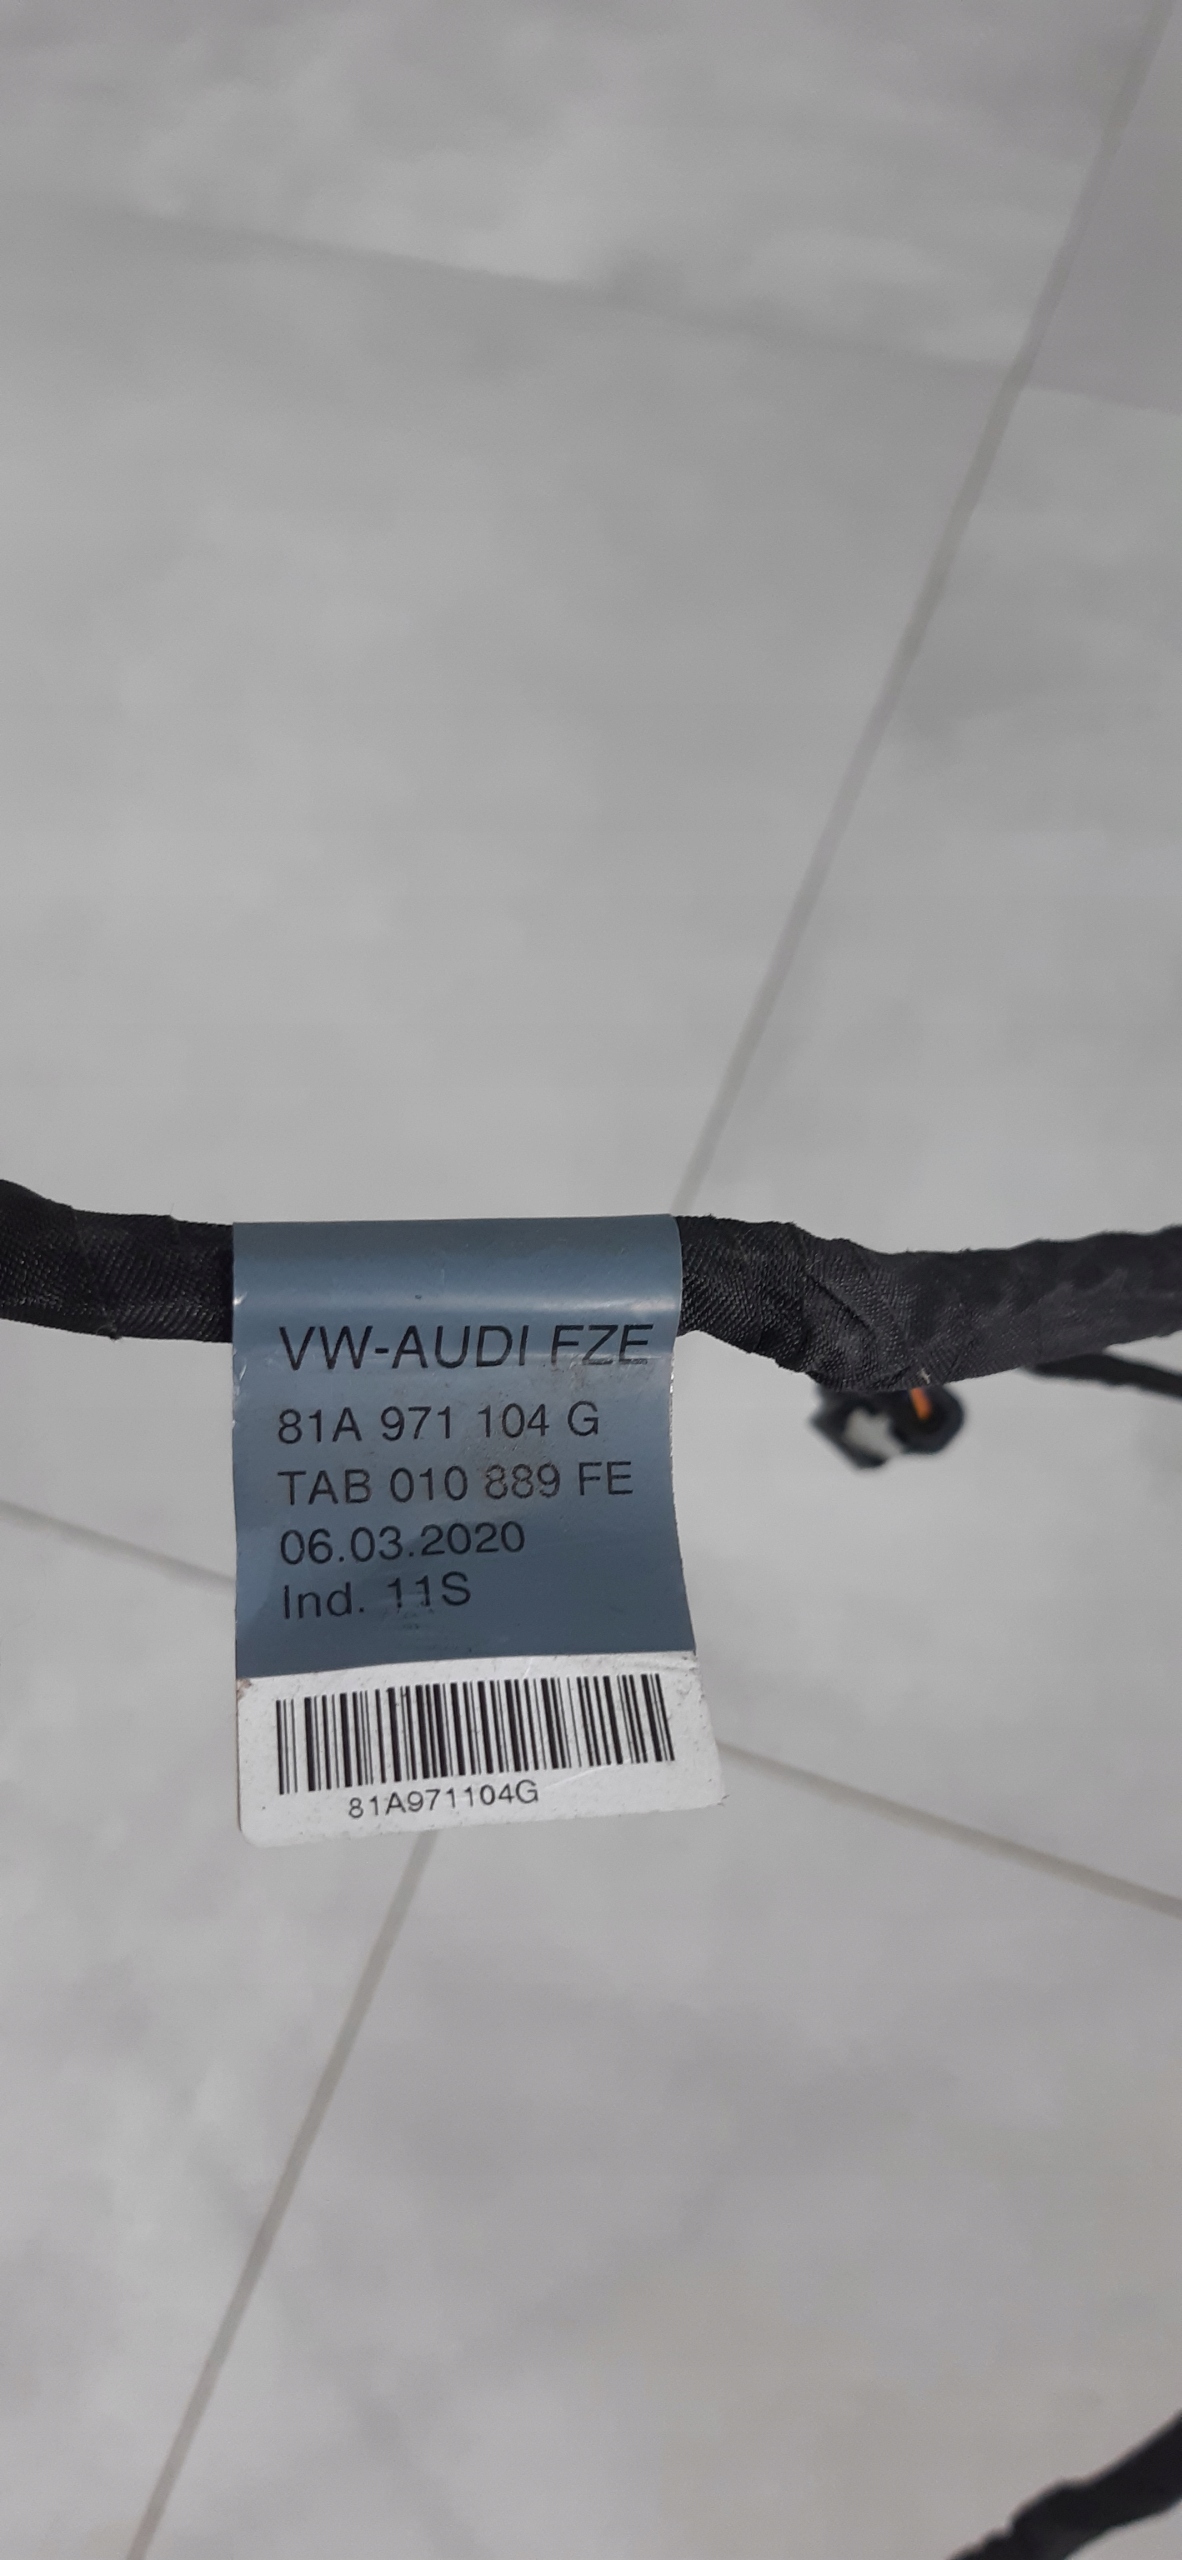 VW-AUDI FZE
81A 971 104 G
TAB 010 889 FE
06.03.2020
Ind. 11S
81A971104G